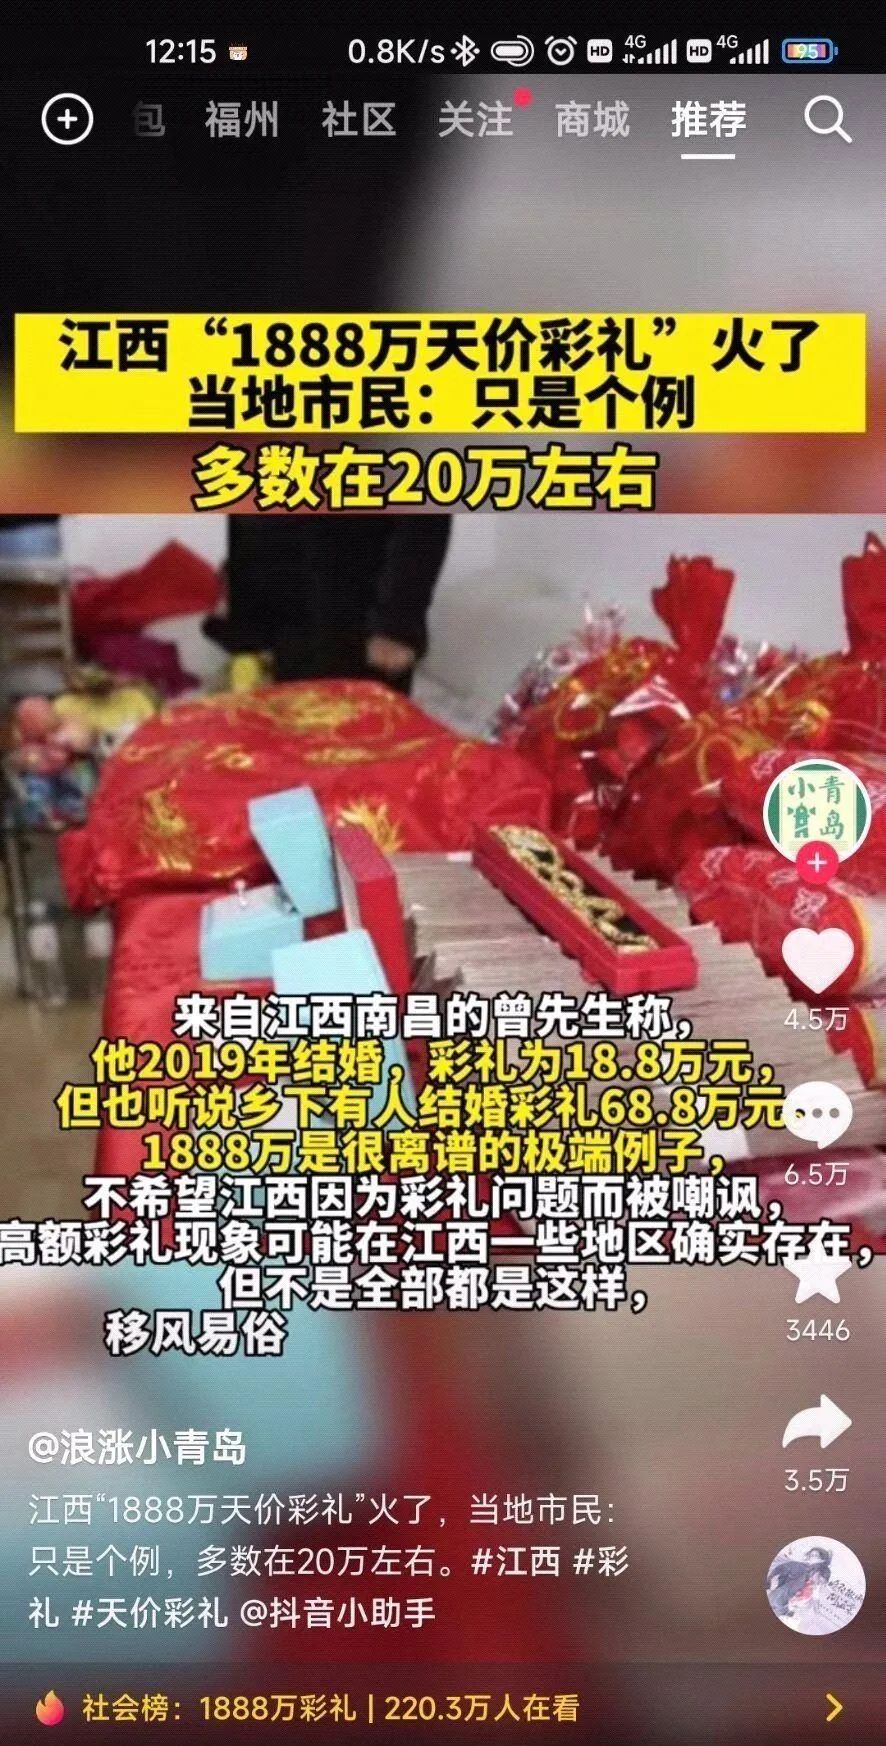 12:15 0.8K/s HD 4G HD 4G 95
包 福州 社区 关注 商城 推荐
江西“1888万天价彩礼”火了
当地市民：只是个例
多数在20万左右
小青岛
来自江西南昌的曾先生称，
4.5万
他2019年结婚，彩礼为18.8万元，
但也听说乡下有人结婚彩礼68.8万元。
1888万是很离谱的极端例子，
6.5万
不希望江西因为彩礼问题而被嘲讽，
高额彩礼现象可能在江西一些地区确实存在，
但不是全部都是这样，
3446
移风易俗
@浪涨小青岛
3.5万
江西“1888万天价彩礼”火了，当地市民：
只是个例，多数在20万左右。#江西 #彩
礼 #天价彩礼 @抖音小助手
社会榜：1888万彩礼 | 220.3万人在看